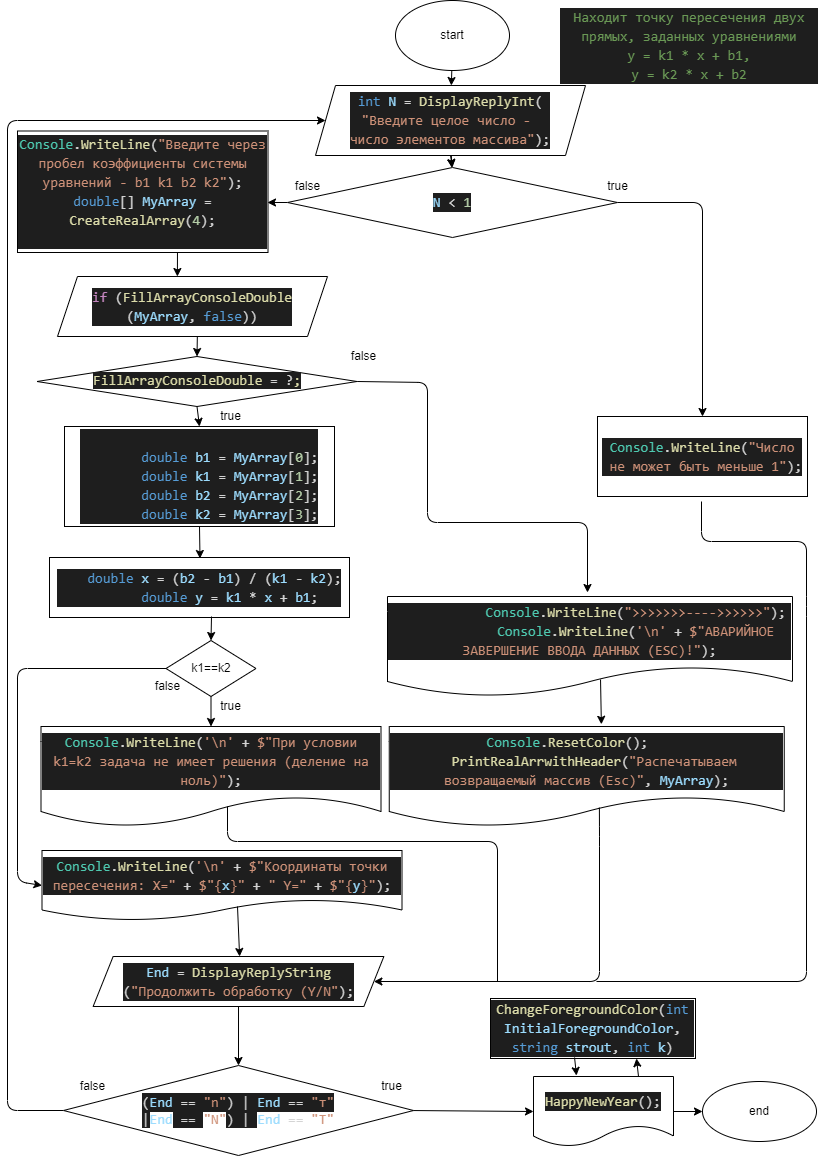 start
Находит точку пересечения двух
прямых, заданных уравнениями
y = k1 * x + b1,
y = k2 * x + b2
int N = DisplayReplyInt(
"Введите целое число -
число элементов массива");
Console.WriteLine("Введите через
пробел коэффициенты системы
уравнений - b1 k1 b2 k2");
double[] MyArray =
CreateRealArray(4);
false
true
N < 1
if (FillArrayConsoleDouble
(MyArray, false))
false
FillArrayConsoleDouble = ?;
true
double b1 = MyArray[0];
double k1 = MyArray[1];
double b2 = MyArray[2];
double k2 = MyArray[3];
Console.WriteLine("Число
не может быть меньше 1");
double x = (b2 - b1) / (k1 - k2);
double y = k1 * x + b1;
Console.WriteLine(">>>>>>>---->>>>>>");
Console.WriteLine('\n' + $"АВАРИЙНОЕ
ЗАВЕРШЕНИЕ ВВОДА ДАННЫХ (ESC)!");
k1==k2
false
true
Console.WriteLine('\n' + $"При условии
k1=k2 задача не имеет решения (деление на
ноль)");
Console.ResetColor();
PrintRealArrwithHeader("Распечатываем
возвращаемый массив (Esc)", MyArray);
Console.WriteLine('\n' + $"Координаты точки
пересечения: X=" + $"{x}" + " Y=" + $"{y}");
End = DisplayReplyString
("Продолжить обработку (Y/N");
ChangeForegroundColor(int
InitialForegroundColor,
string strout, int k)
false
true
(End == "n") | End == "т"
|End == "N") | End == "Т"
HappyNewYear();
end